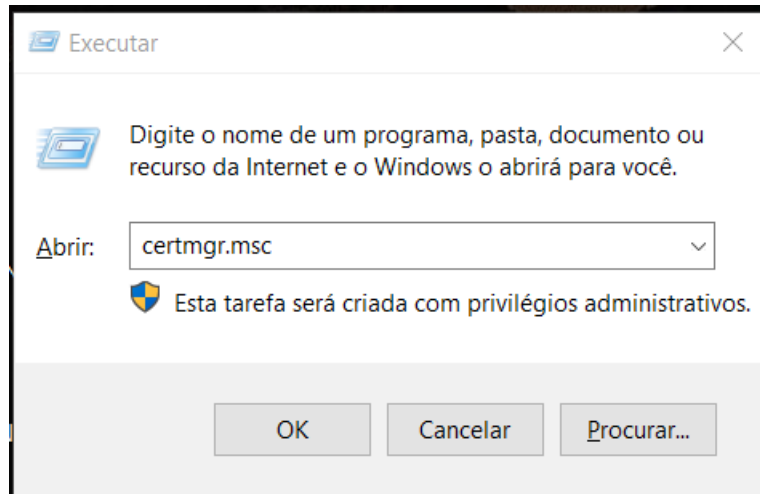 Executar
Digite o nome de um programa, pasta, documento ou
recurso da Internet e o Windows o abrirá para você.
Abrir:
certmgr.msc
Esta tarefa será criada com privilégios administrativos.
OK
Cancelar
Procurar...